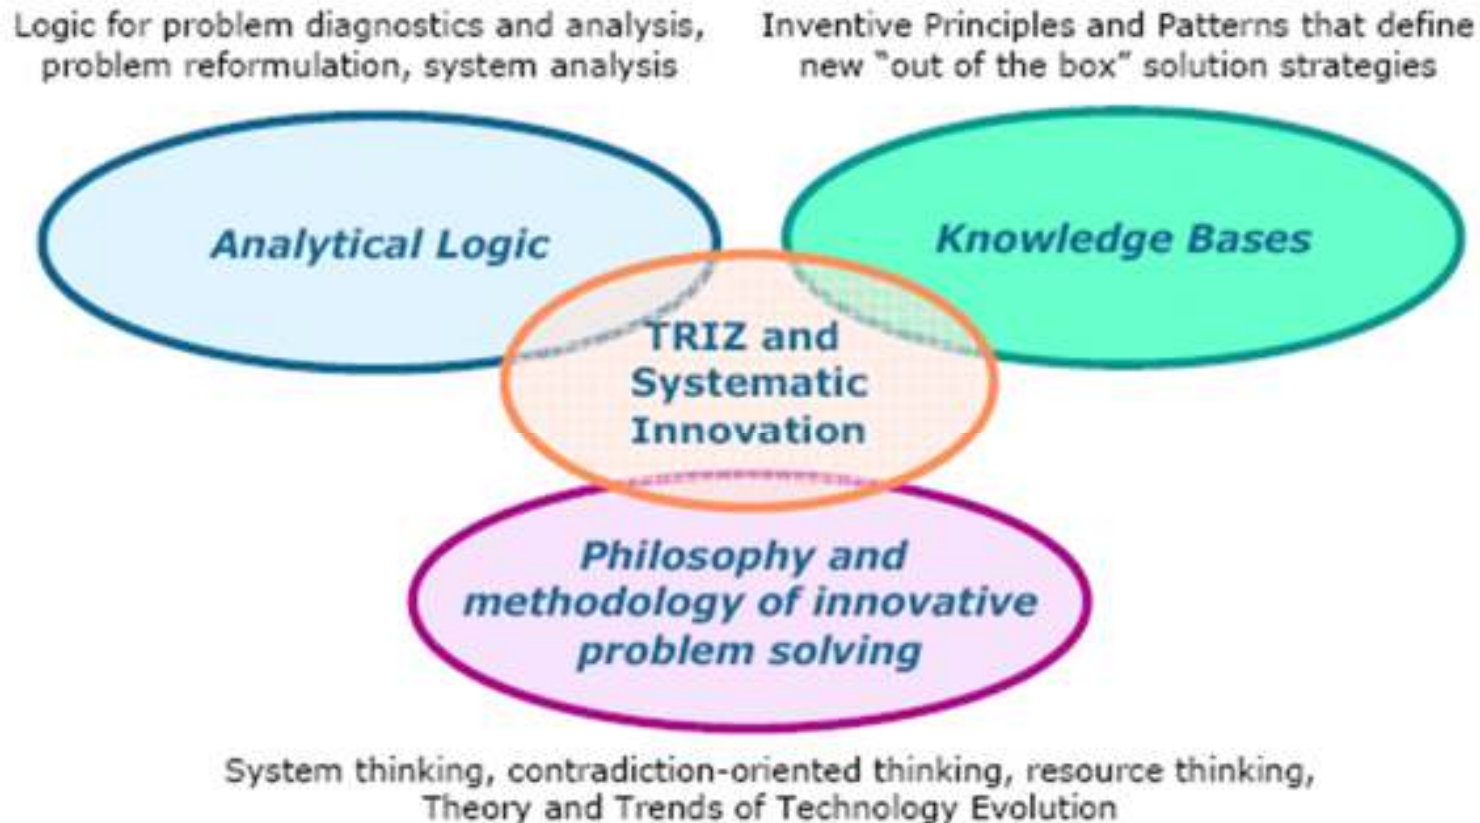 Logic for problem diagnostics and analysis,
problem reformulation, system analysis
Inventive Principles and Patterns that define
new “out of the box” solution strategies
Analytical Logic
Knowledge Bases
TRIZ and
Systematic
Innovation
Philosophy and
methodology of innovative
problem solving
System thinking, contradiction-oriented thinking, resource thinking,
Theory and Trends of Technology Evolution